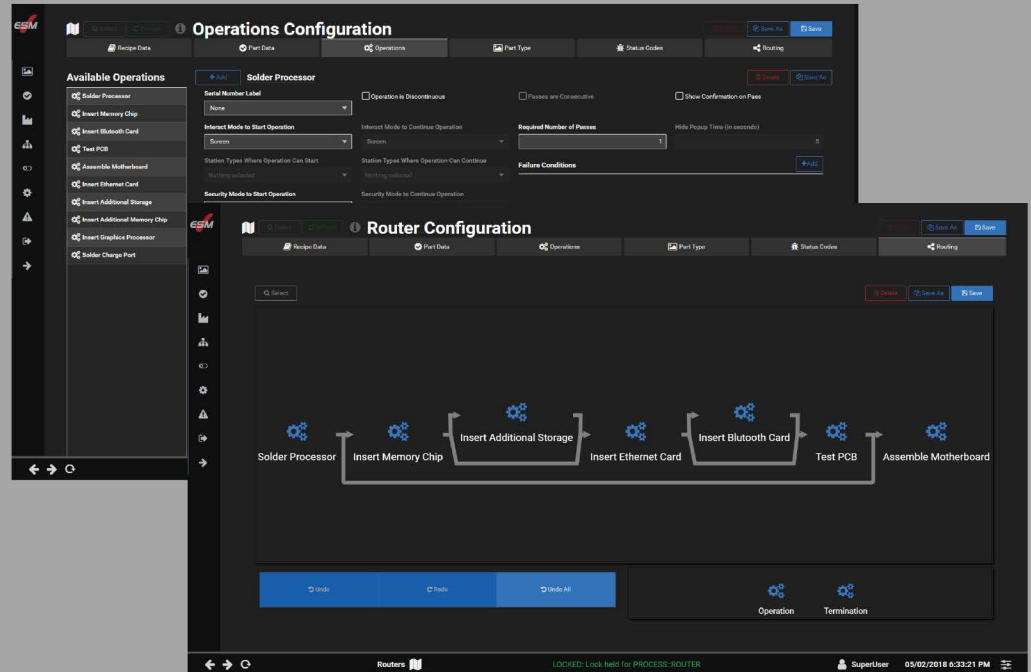 ESM
Select
Refresh
Operations Configuration
Save As
Save
Recipe Data
Part Data
Operations
Part Type
Status Codes
Routing
Available Operations
Add
Solder Processor
Delete
Save As
Solder Processor
Insert Memory Chip
Insert Blutooth Card
Test PCB
Assemble Motherboard
Insert Ethernet Card
Insert Additional Storage
Insert Additional Memory Chip
Insert Graphics Processor
Solder Charge Port
Serial Number Label
None
Operation is Discontinuous
Passes are Consecutive
Show Confirmation on Pass
Interact Mode to Start Operation
Screen
Interact Mode to Continue Operation
Screen
Required Number of Passes
1
Hide Popup Time (in seconds)
Station Types Where Operation Can Start
Nothing selected
Station Types Where Operation Can Continue
Nothing selected
Failure Conditions
Add
Security Mode to Start Operation
Security Mode to Continue Operation
ESM
Select
Refresh
Router Configuration
Save As
Save
Recipe Data
Part Data
Operations
Part Type
Status Codes
Routing
Select
Delete
Save As
Save
Solder Processor
Insert Memory Chip
Insert Additional Storage
Insert Ethernet Card
Insert Blutooth Card
Test PCB
Assemble Motherboard
Undo
Redo
Undo All
Operation
Termination
Routers
LOCKED: Lock held for PROCESS::ROUTER
SuperUser
05/02/2018 6:33:21 PM